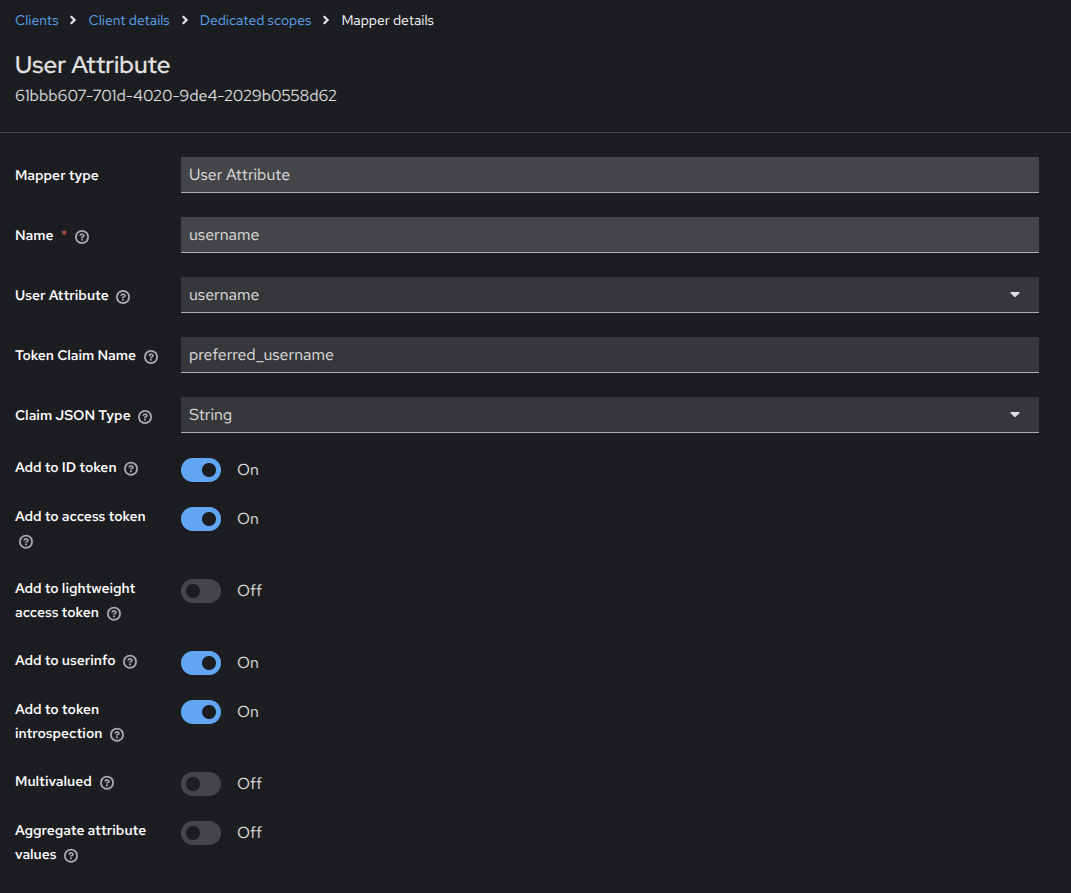 Clients > Client details > Dedicated scopes > Mapper details
User Attribute
61bbb607-701d-4020-9de4-2029b0558d62
Mapper type User Attribute
Name * username
User Attribute username
Token Claim Name preferred_username
Claim JSON Type String
Add to ID token On
Add to access token On
Add to lightweight Off
access token
Add to userinfo On
Add to token On
introspection
Multivalued Off
Aggregate attribute Off
values